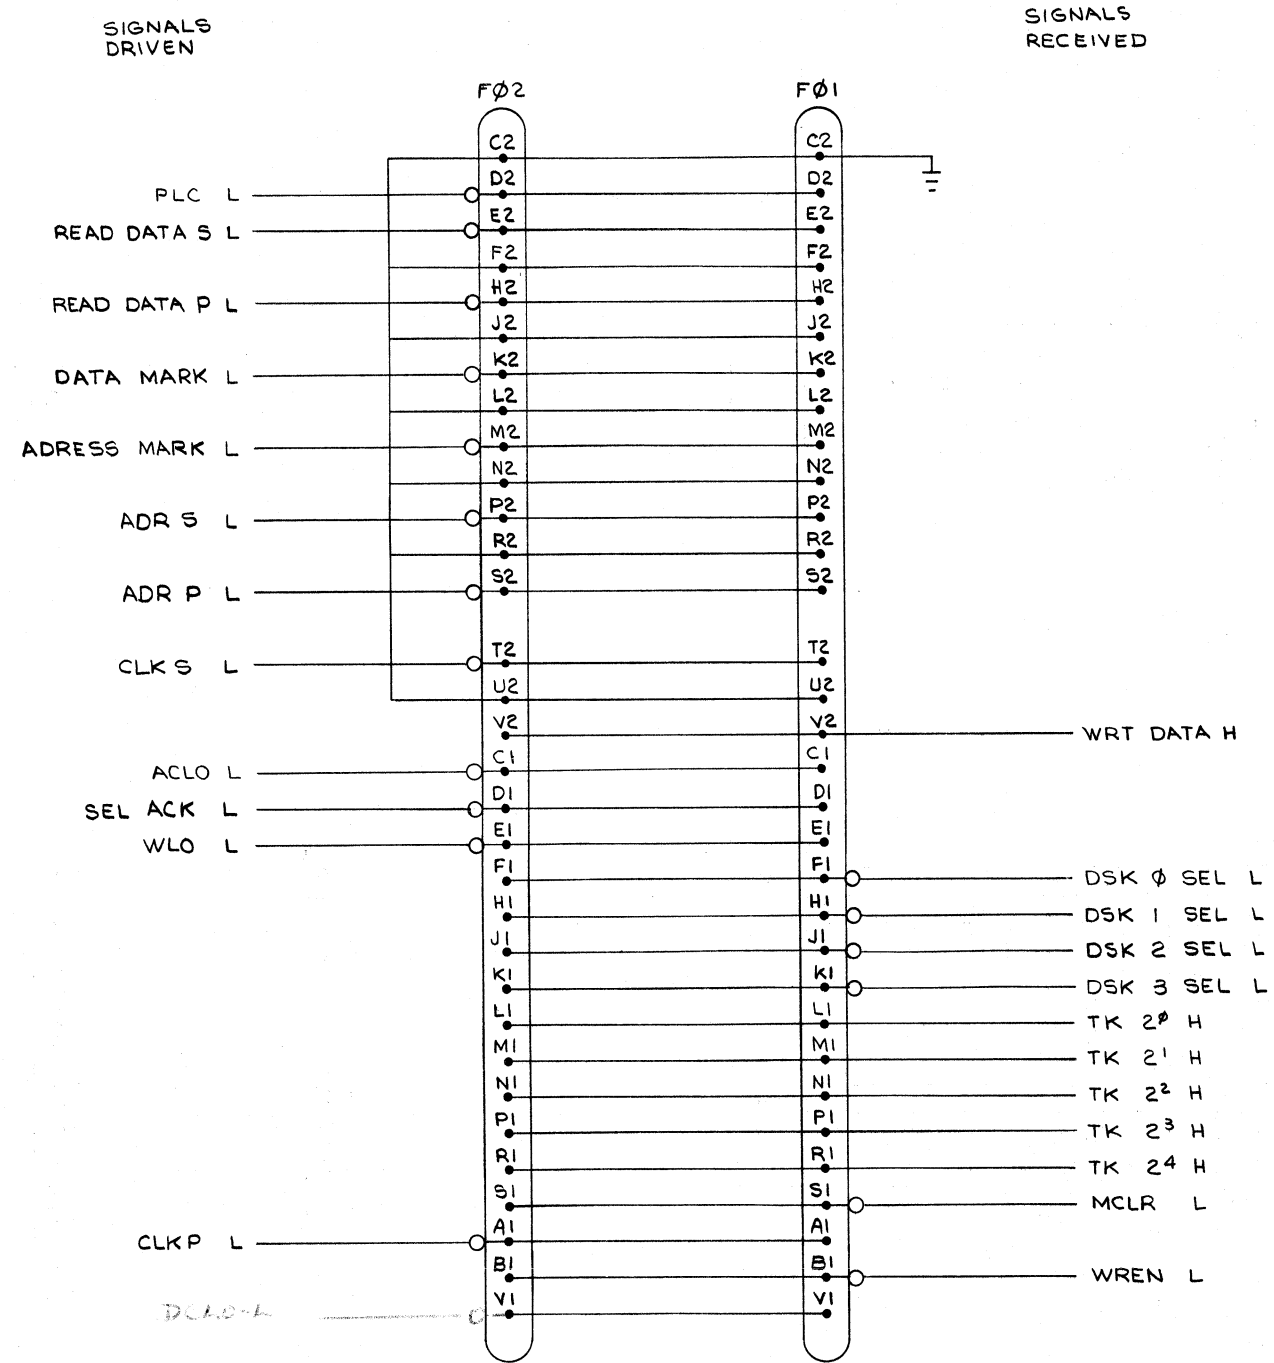 SIGNALS
DRIVEN
SIGNALS
RECEIVED
FØ2
FØ1
C2
C2
PLC L
D2
D2
READ DATA S L
E2
E2
F2
F2
READ DATA P L
H2
H2
J2
J2
DATA MARK L
K2
K2
L2
L2
ADRESS MARK L
M2
M2
N2
N2
ADR S L
P2
P2
R2
R2
ADR P L
S2
S2
CLK S L
T2
T2
U2
U2
V2
V2
WRT DATA H
ACLO L
C1
C1
SEL ACK L
D1
D1
WLO L
E1
E1
F1
F1
DSK Ø SEL L
H1
H1
DSK 1 SEL L
J1
J1
DSK 2 SEL L
K1
K1
DSK 3 SEL L
L1
L1
TK 2^Ø H
M1
M1
TK 2¹ H
N1
N1
TK 2² H
P1
P1
TK 2³ H
R1
R1
TK 2⁴ H
S1
S1
MCLR L
CLKP L
A1
A1
B1
B1
WREN L
V1
V1